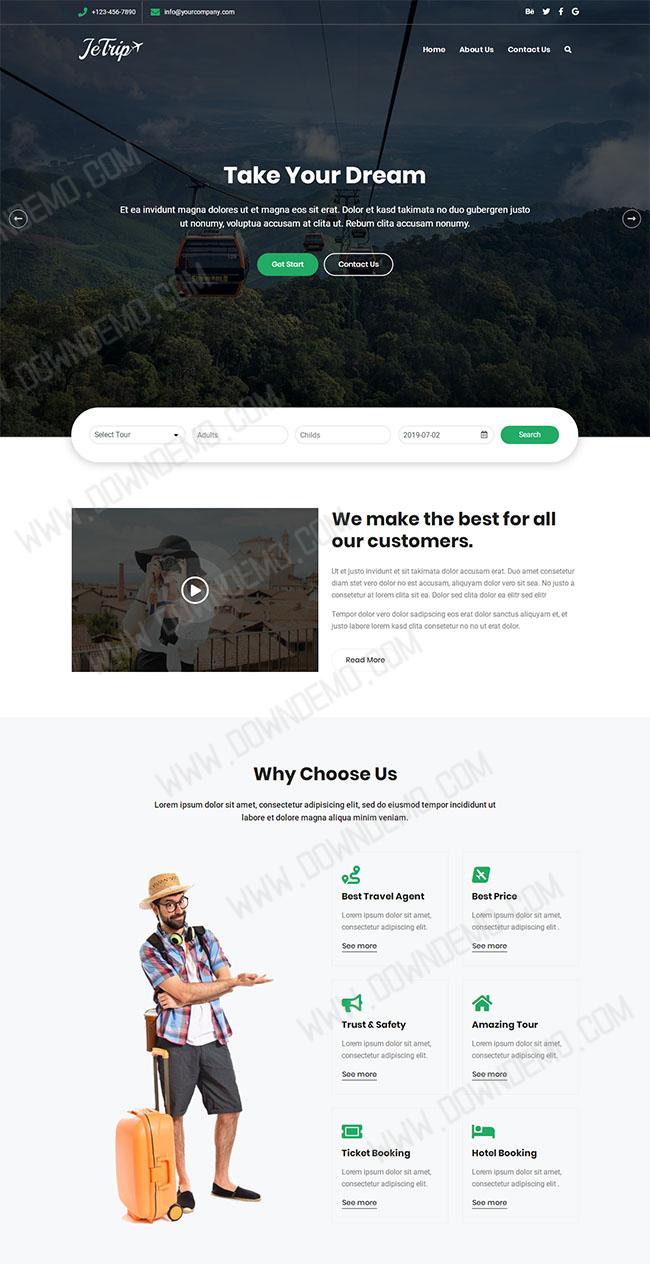 +123-456-7890
info@yourcompany.com
JeTrip
Home
About Us
Contact Us
Take Your Dream
Et ea invidunt magna dolores ut et magna eos sit erat. Dolor et kasd takimata no duo gubergren justo
ut nonumy, voluptua accusam at clita ut. Rebum clita accusam nonumy.
Get Start
Contact Us
Select Tour
Adults
Childs
2019-07-02
Search
We make the best for all
our customers.
Ut et justo invidunt et sit takimata dolor accusam erat. Duo amet consetetur
diam stet vero dolor no est accusam, aliquyam dolor vero sit sea. No justo a
consetetur at lorem clita sit ea. Dolor sed clita dolor ea elitr sed elitr
Tempor dolor vero dolor sadipscing eos erat dolor sanctus aliquyam et, et
justo labore lorem kasd clita consetetur no no ut erat dolor.
Read More
Why Choose Us
Lorem ipsum dolor sit amet, consectetur adipisicing elit, sed do eiusmod tempor incididunt ut
labore et dolore magna aliqua minim veniam.
Best Travel Agent
Lorem ipsum dolor sit amet,
consectetur adipiscing elit.
See more
Best Price
Lorem ipsum dolor sit amet,
consectetur adipiscing elit .
See more
Trust & Safety
Lorem ipsum dolor sit amet,
consectetur adipiscing elit.
See more
Amazing Tour
Lorem ipsum dolor sit amet,
consectetur adipiscing elit.
See more
Ticket Booking
Lorem ipsum dolor sit amet,
consectetur adipiscing elit.
See more
Hotel Booking
Lorem ipsum dolor sit amet,
consectetur adipiscing elit .
See more
WWW.DOWNDEMO.COM